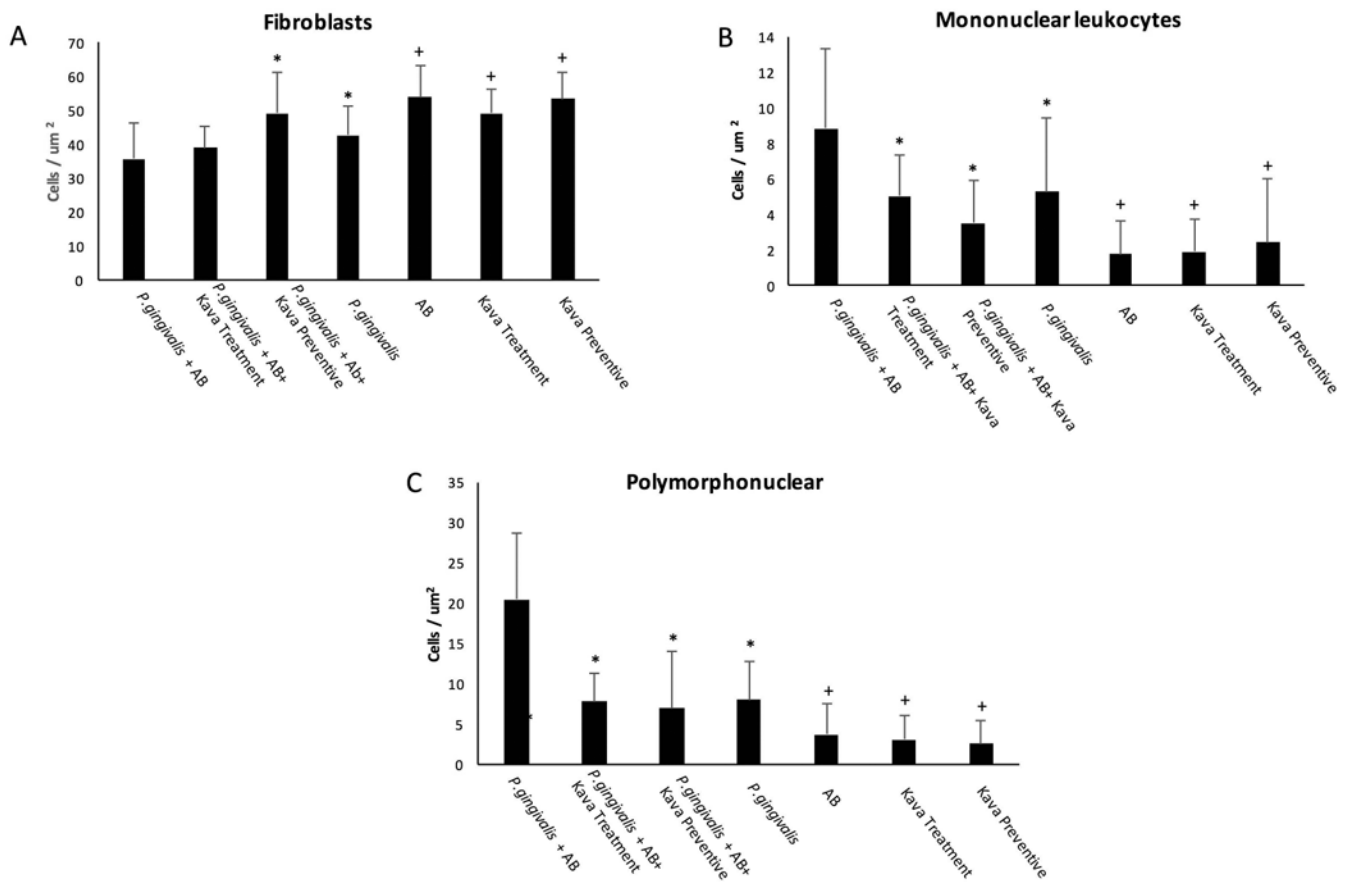 A
Fibroblasts
70
60
50
40
30
20
10
0
Cells / um ²
*
*
+
+
+
P.gingivalis + AB
P.gingivalis + AB+
Kava Treatment
P.gingivalis + Ab+
Kava Preventive
P.gingivalis
AB
Kava Treatment
Kava Preventive
B
Mononuclear leukocytes
14
12
10
8
6
4
2
0
Cells / um ²
*
*
*
+
+
+
P.gingivalis + AB
P.gingivalis + AB+ Kava
Treatment
P.gingivalis + AB+ Kava
Preventive
P.gingivalis
AB
Kava Treatment
Kava Preventive
C
Polymorphonuclear
35
30
25
20
15
10
5
0
Cells / um²
*
*
*
*
+
+
+
P.gingivalis + AB
P.gingivalis + AB+
Kava Treatment
P.gingivalis + AB+
Kava Preventive
P.gingivalis
AB
Kava Treatment
Kava Preventive